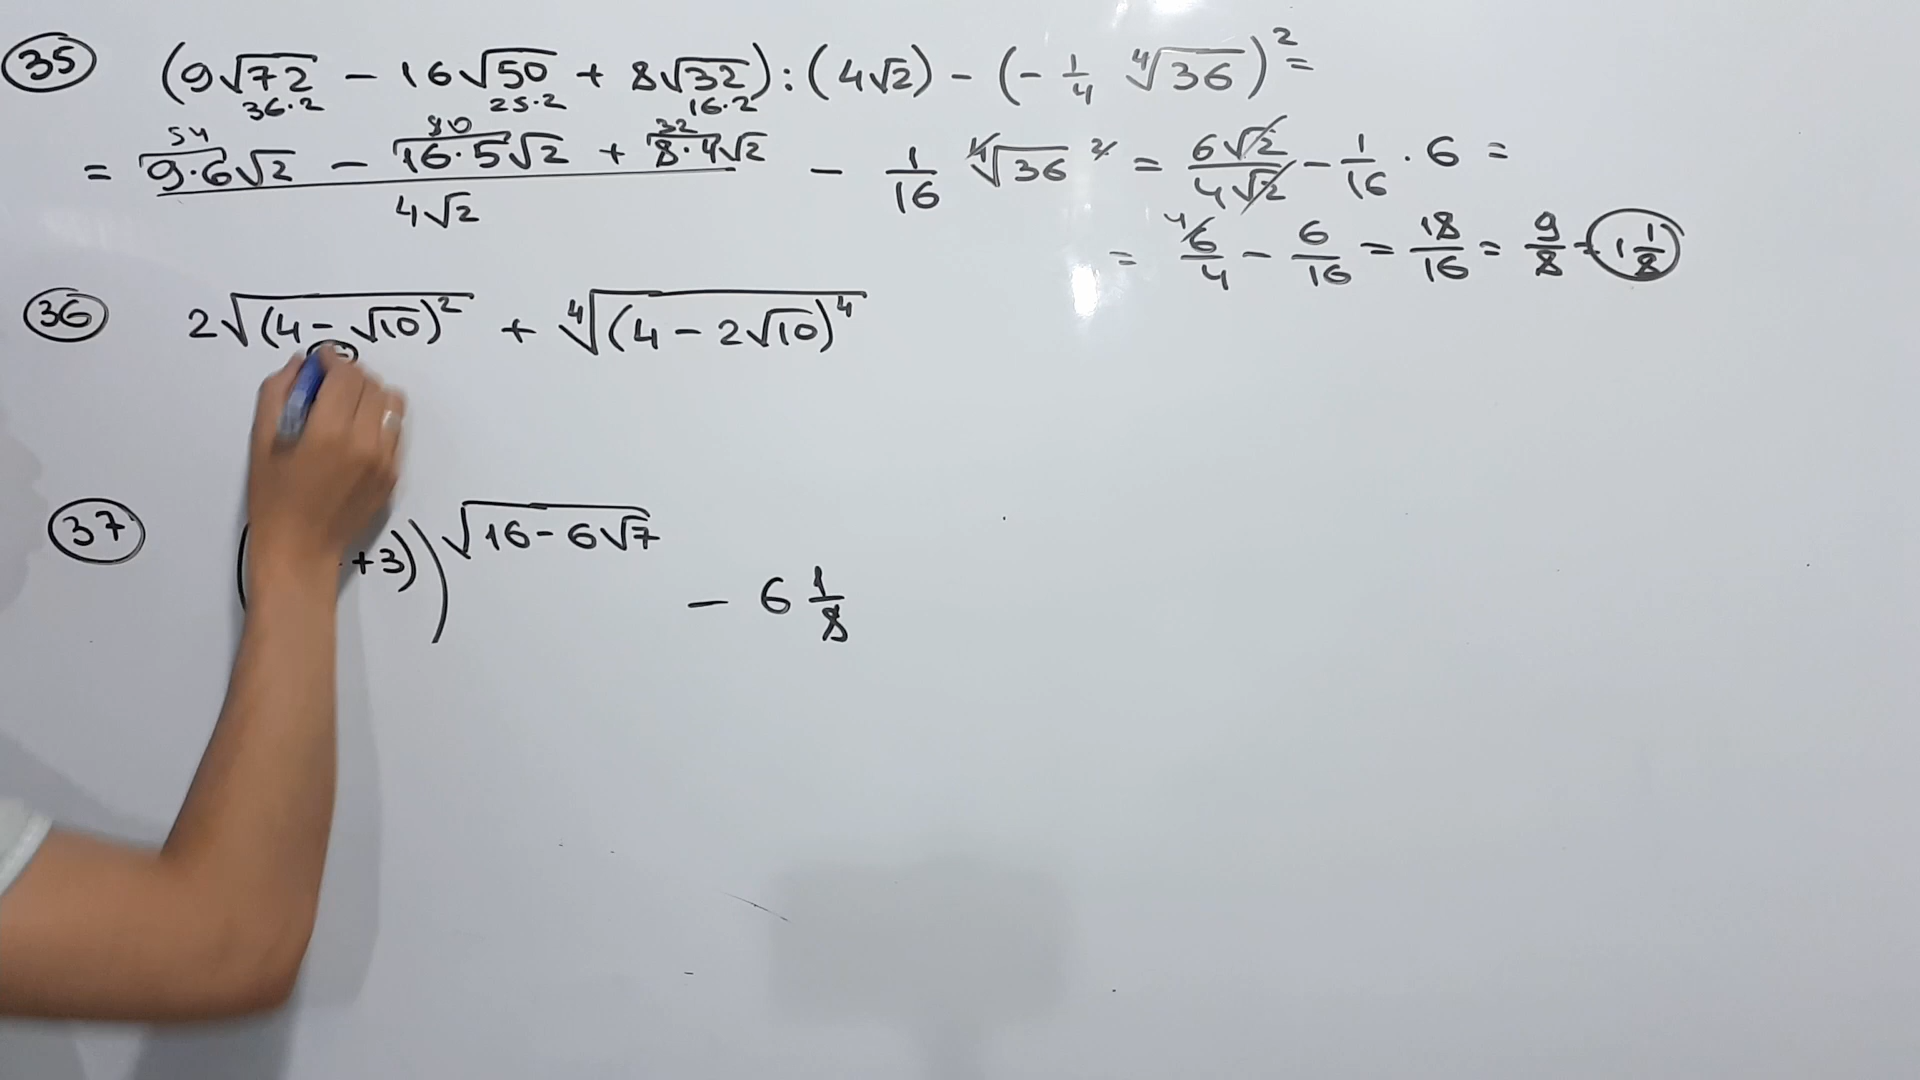 35 (9√72 − 16√50 + 8√32) : (4√2) − (−1/4 ∜36)² =
36·2 25·2 16·2
54 80 32
= (9·6√2 − 16·5√2 + 8·4√2)/(4√2) − 1/16 ∜36² = 6√2/4√2 − 1/16 · 6 =
= ⁴⁄6/4 − 6/16 = 18/16 = 9/8 = 1 1/8
36 2√(4 − √10)² + ∜(4 − 2√10)⁴
37 ( +3))^√(16 − 6√7) − 6 1/8